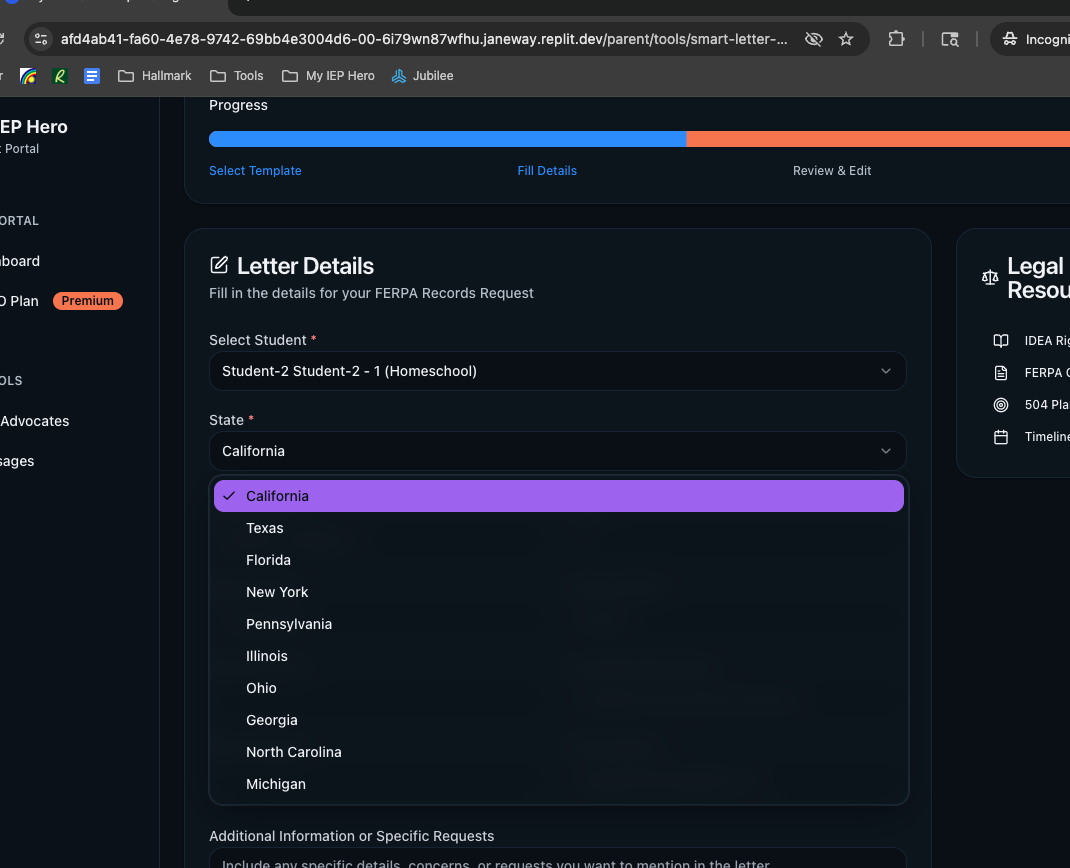 afd4ab41-fa60-4e78-9742-69bb4e3004d6-00-6i79wn87wfhu.janeway.replit.dev/parent/tools/smart-letter-...
Incogni
Hallmark
Tools
My IEP Hero
Jubilee
EP Hero
Portal
Progress
Select Template
Fill Details
Review & Edit
ORTAL
board
O Plan
Premium
OLS
Advocates
sages
Letter Details
Fill in the details for your FERPA Records Request
Select Student *
Student-2 Student-2 - 1 (Homeschool)
State *
California
California
Texas
Florida
New York
Pennsylvania
Illinois
Ohio
Georgia
North Carolina
Michigan
Additional Information or Specific Requests
Include any specific details, concerns, or requests you want to mention in the letter
Legal
Resou
IDEA Rig
FERPA
504 Pla
Timeline